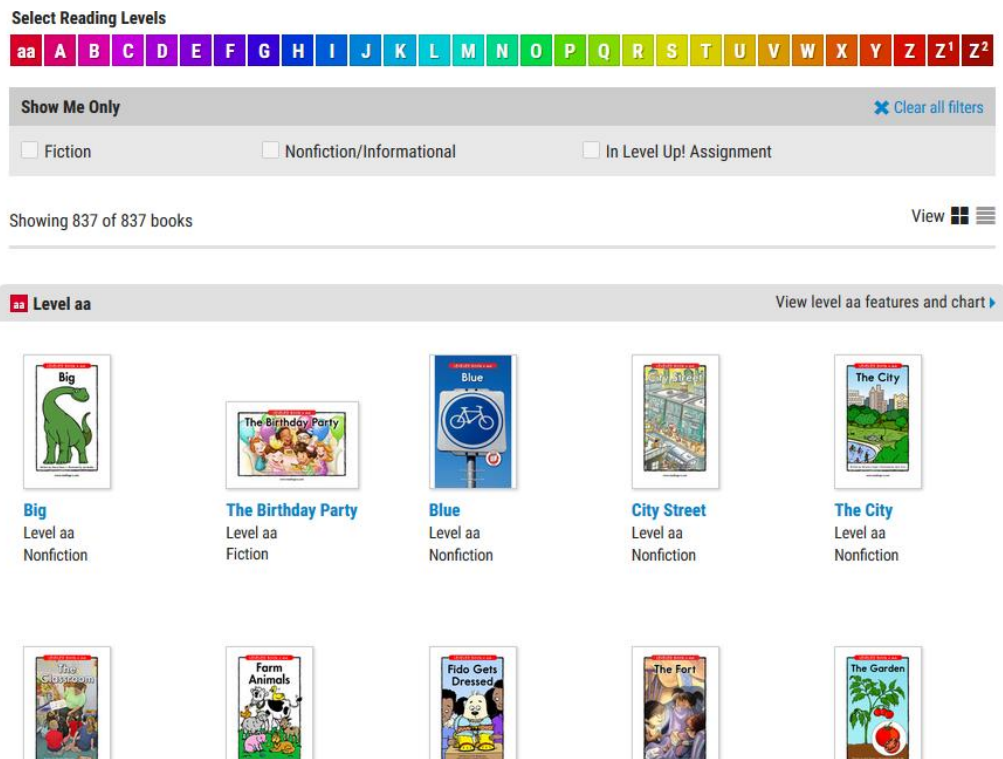 Select Reading Levels
aa A B C D E F G H I J K L M N O P Q R S T U V W X Y Z Z¹ Z²
Show Me Only
Clear all filters
Fiction
Nonfiction/Informational
In Level Up! Assignment
Showing 837 of 837 books
View
aa Level aa
View level aa features and chart
Big
The Birthday Party
Blue
City Street
The City
Big
Level aa
Nonfiction
The Birthday Party
Level aa
Fiction
Blue
Level aa
Nonfiction
City Street
Level aa
Nonfiction
The City
Level aa
Nonfiction
The
Classroom
Farm
Animals
Fido Gets
Dressed
The Fort
The Garden